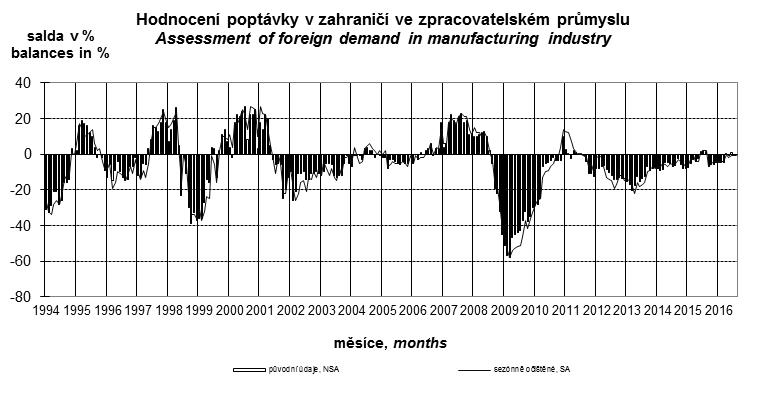 Hodnocení poptávky v zahraničí ve zpracovatelském průmyslu
Assessment of foreign demand in manufacturing industry
salda v %
balances in %
40
20
0
-20
-40
-60
-80
1994 1995 1996 1997 1998 1999 2000 2001 2002 2003 2004 2005 2006 2007 2008 2009 2010 2011 2012 2013 2014 2015 2016
měsíce, months
původní údaje, NSA
sezónně očištěné, SA